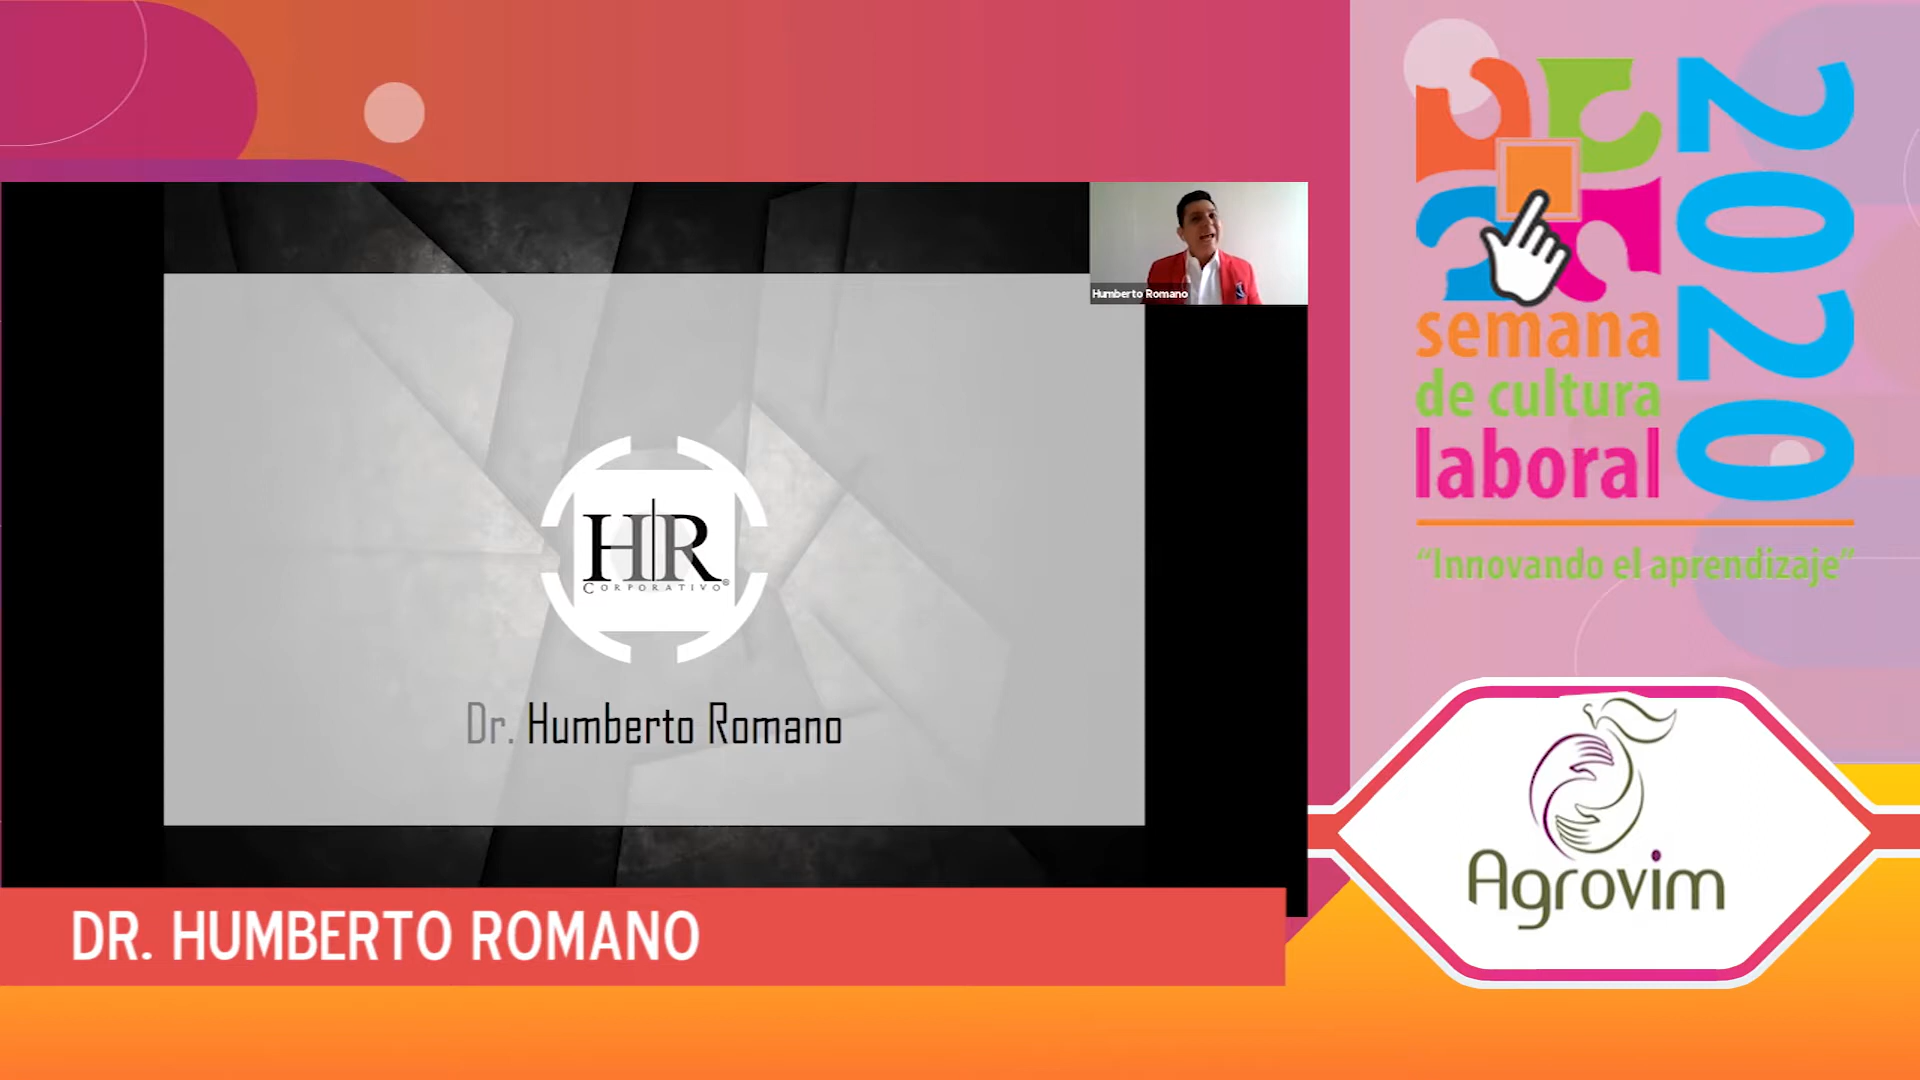 Humberto Romano
HR
CORPORATIVO®
Dr. Humberto Romano
DR. HUMBERTO ROMANO
semana
de cultura
laboral
2020
“Innovando el aprendizaje”
Agrovim